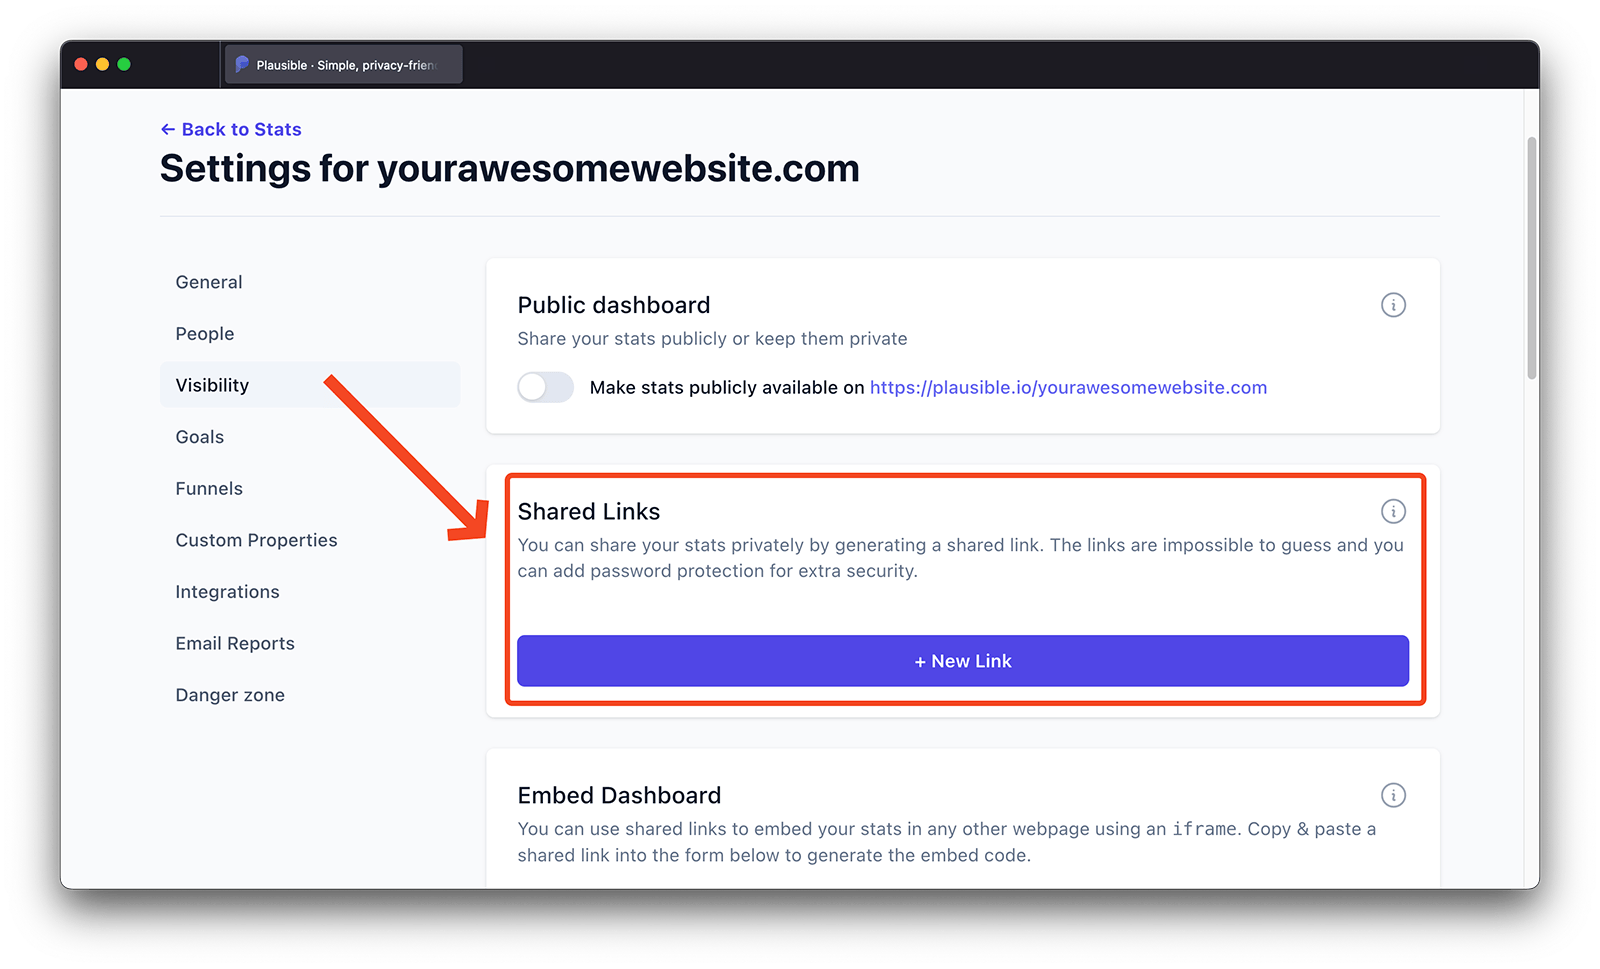 Plausible · Simple, privacy-frien
← Back to Stats
Settings for yourawesomewebsite.com
General
People
Visibility
Goals
Funnels
Custom Properties
Integrations
Email Reports
Danger zone
Public dashboard
Share your stats publicly or keep them private
Make stats publicly available on https://plausible.io/yourawesomewebsite.com
Shared Links
You can share your stats privately by generating a shared link. The links are impossible to guess and you
can add password protection for extra security.
+ New Link
Embed Dashboard
You can use shared links to embed your stats in any other webpage using an iframe. Copy & paste a
shared link into the form below to generate the embed code.